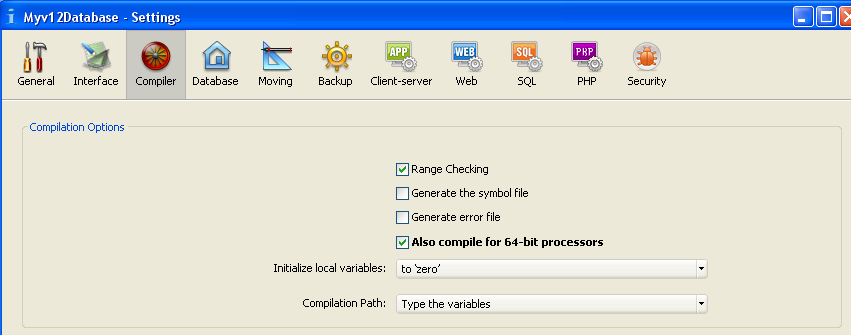 Myv12Database - Settings
APP WEB SQL PHP
General Interface Compiler Database Moving Backup Client-server Web SQL PHP Security
Compilation Options
Range Checking
Generate the symbol file
Generate error file
Also compile for 64-bit processors
Initialize local variables: to 'zero'
Compilation Path: Type the variables